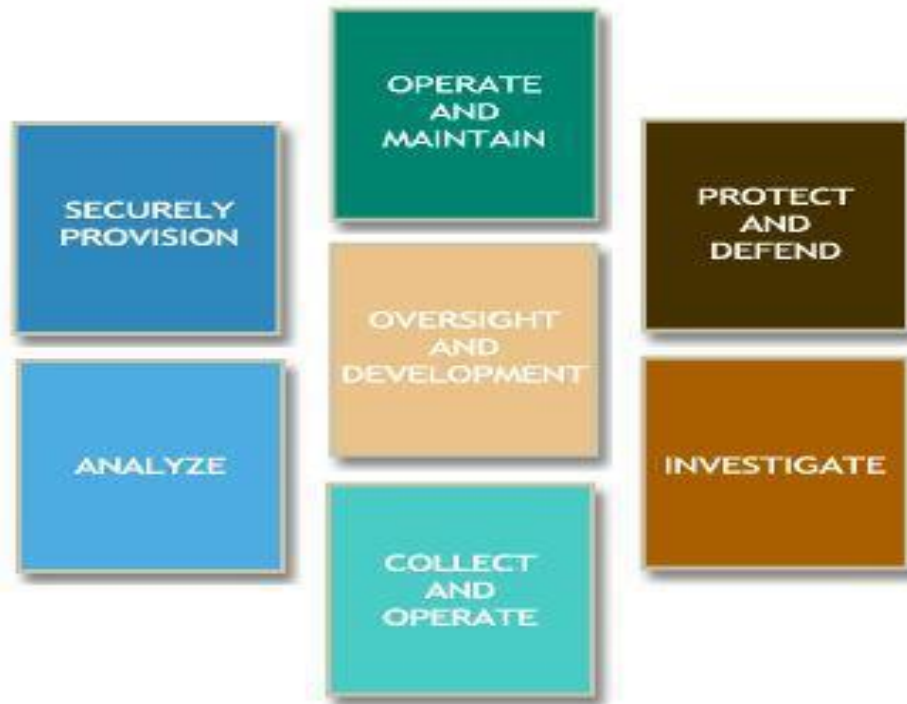 OPERATE
AND
MAINTAIN
SECURELY
PROVISION
PROTECT
AND
DEFEND
OVERSIGHT
AND
DEVELOPMENT
ANALYZE
INVESTIGATE
COLLECT
AND
OPERATE